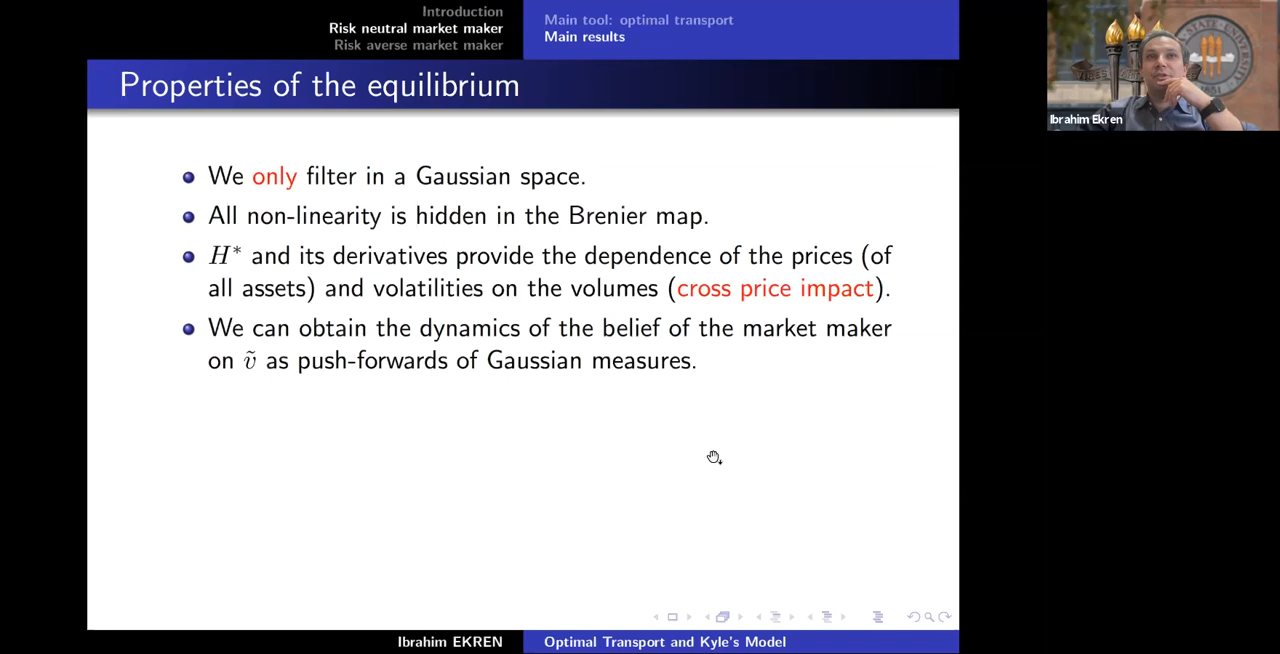 Introduction
Risk neutral market maker
Risk averse market maker
Main tool: optimal transport
Main results
Properties of the equilibrium
We only filter in a Gaussian space.
All non-linearity is hidden in the Brenier map.
H* and its derivatives provide the dependence of the prices (of
all assets) and volatilities on the volumes (cross price impact).
We can obtain the dynamics of the belief of the market maker
on ṽ as push-forwards of Gaussian measures.
Ibrahim EKREN
Optimal Transport and Kyle's Model
Ibrahim Ekren
1851